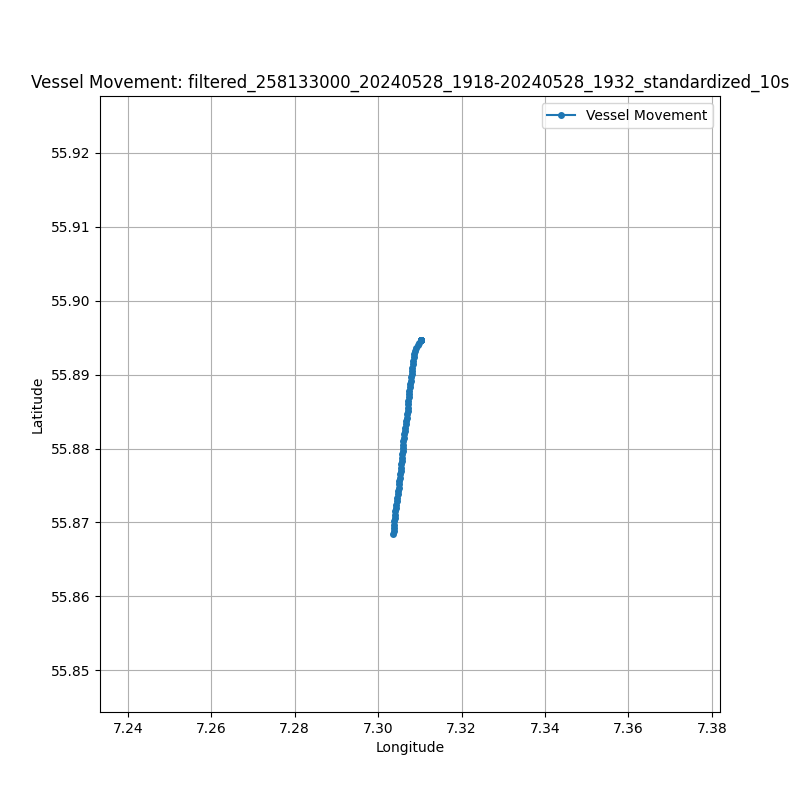 Vessel Movement: filtered_258133000_20240528_1918-20240528_1932_standardized_10s
Vessel Movement
55.92
55.91
55.90
55.89
55.88
55.87
55.86
55.85
Latitude
7.24 7.26 7.28 7.30 7.32 7.34 7.36 7.38
Longitude